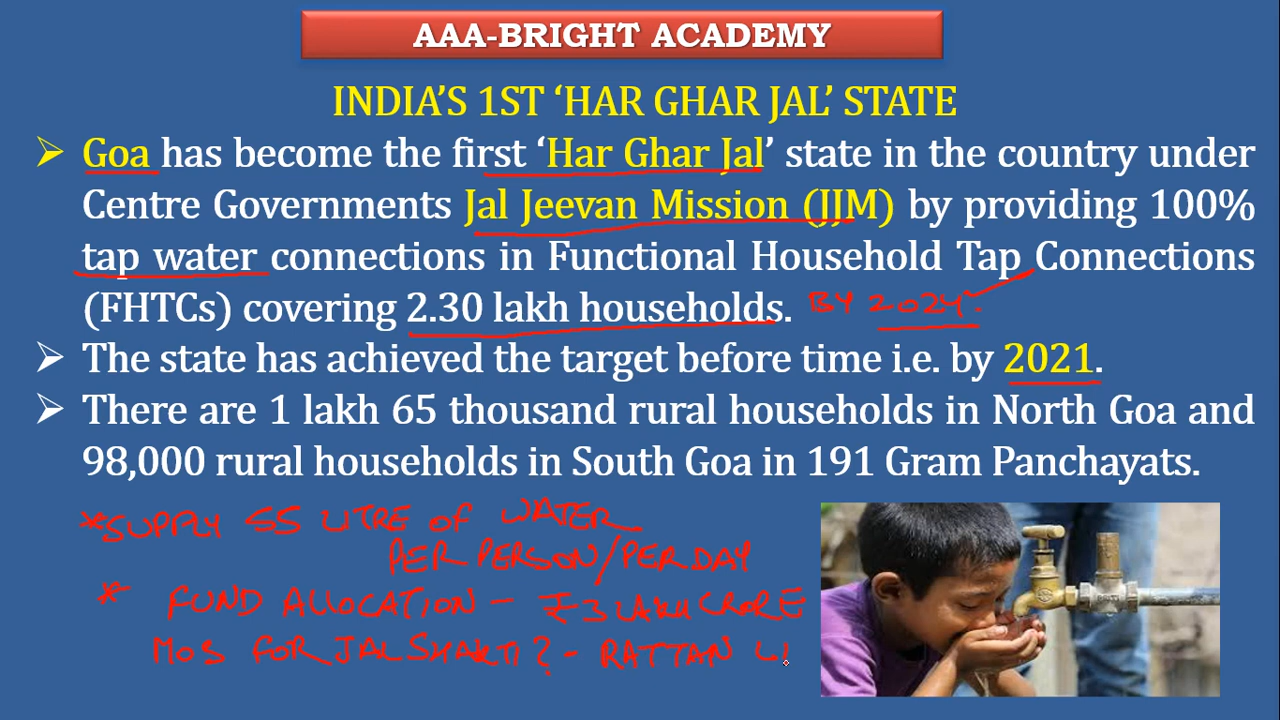 AAA-BRIGHT ACADEMY
INDIA'S 1ST ‘HAR GHAR JAL’ STATE
Goa has become the first ‘Har Ghar Jal’ state in the country under
Centre Governments Jal Jeevan Mission (JJM) by providing 100%
tap water connections in Functional Household Tap Connections
(FHTCs) covering 2.30 lakh households. BY 2024.
The state has achieved the target before time i.e. by 2021.
There are 1 lakh 65 thousand rural households in North Goa and
98,000 rural households in South Goa in 191 Gram Panchayats.
*SUPPLY 55 LITRE OF WATER
PER PERSON/PER DAY
* FUND ALLOCATION - ₹3 LAKH CRORE
MOS FOR JAL SHAKTI? - RATTAN